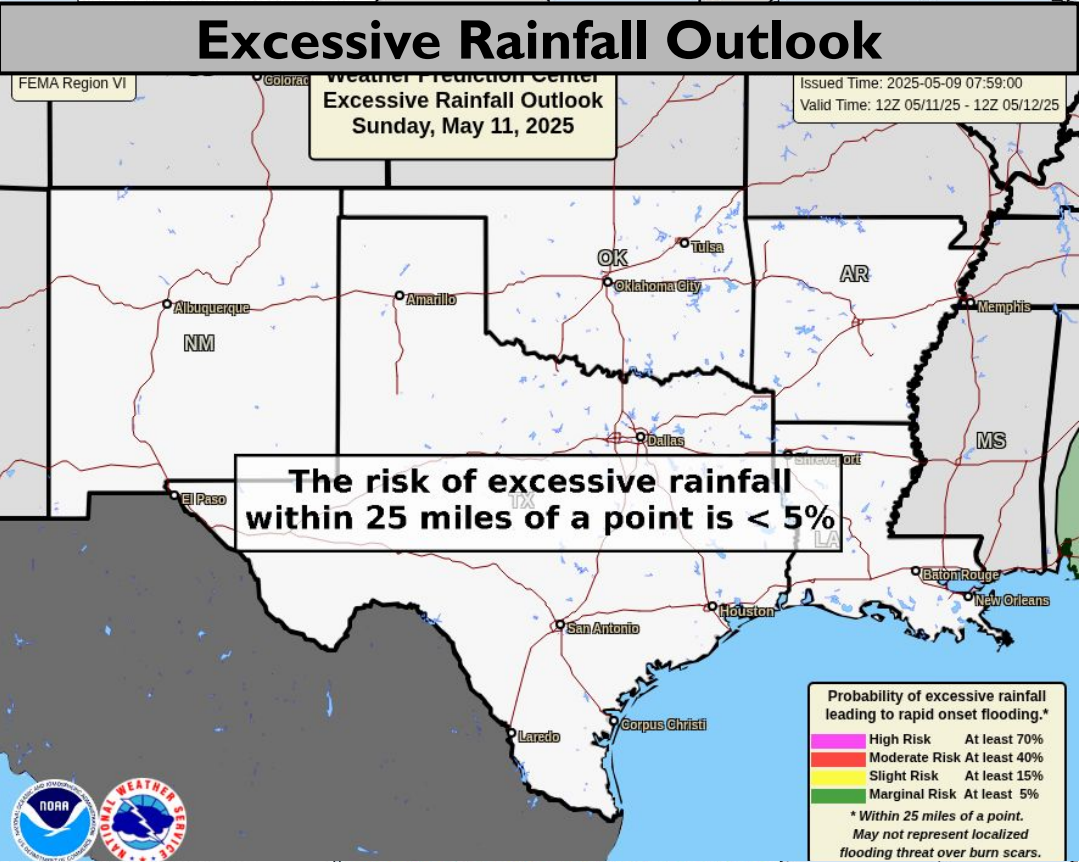 Excessive Rainfall Outlook
FEMA Region VI
Weather Prediction Center
Excessive Rainfall Outlook
Sunday, May 11, 2025
Issued Time: 2025-05-09 07:59:00
Valid Time: 12Z 05/11/25 - 12Z 05/12/25
Tulsa
OK
AR
Oklahoma City
Amarillo
Albuquerque
Memphis
NM
Dallas
MS
Shreveport
The risk of excessive rainfall
within 25 miles of a point is < 5%
El Paso
TX
LA
Baton Rouge
New Orleans
Houston
San Antonio
Corpus Christi
Laredo
Probability of excessive rainfall
leading to rapid onset flooding.*
High Risk At least 70%
Moderate Risk At least 40%
Slight Risk At least 15%
Marginal Risk At least 5%
* Within 25 miles of a point.
May not represent localized
flooding threat over burn scars.
NOAA
NATIONAL WEATHER SERVICE